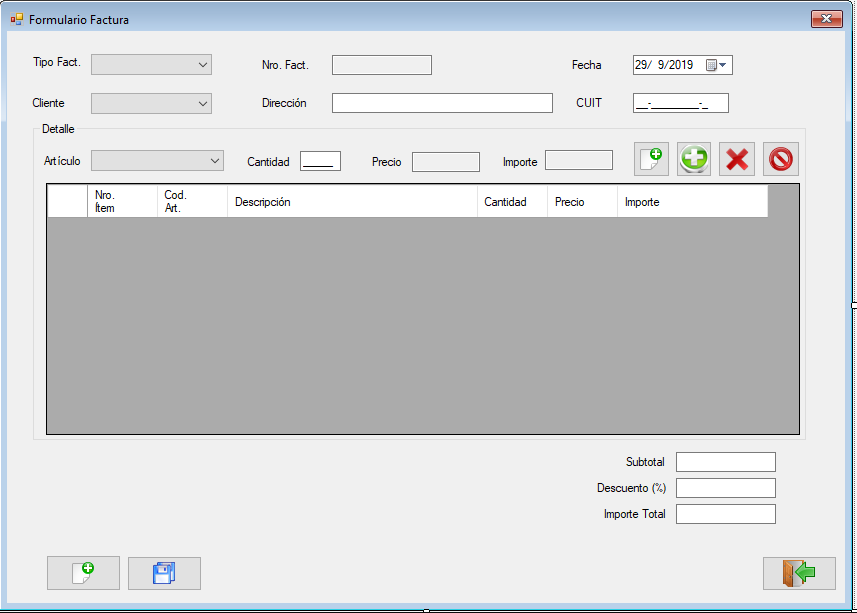 Formulario Factura
Tipo Fact.
Nro. Fact.
Fecha
29/ 9/2019
Cliente
Dirección
CUIT
__-________-_
Detalle
Artículo
Cantidad
_____
Precio
Importe
Nro.
Ítem
Cod.
Art.
Descripción
Cantidad
Precio
Importe
Subtotal
Descuento (%)
Importe Total